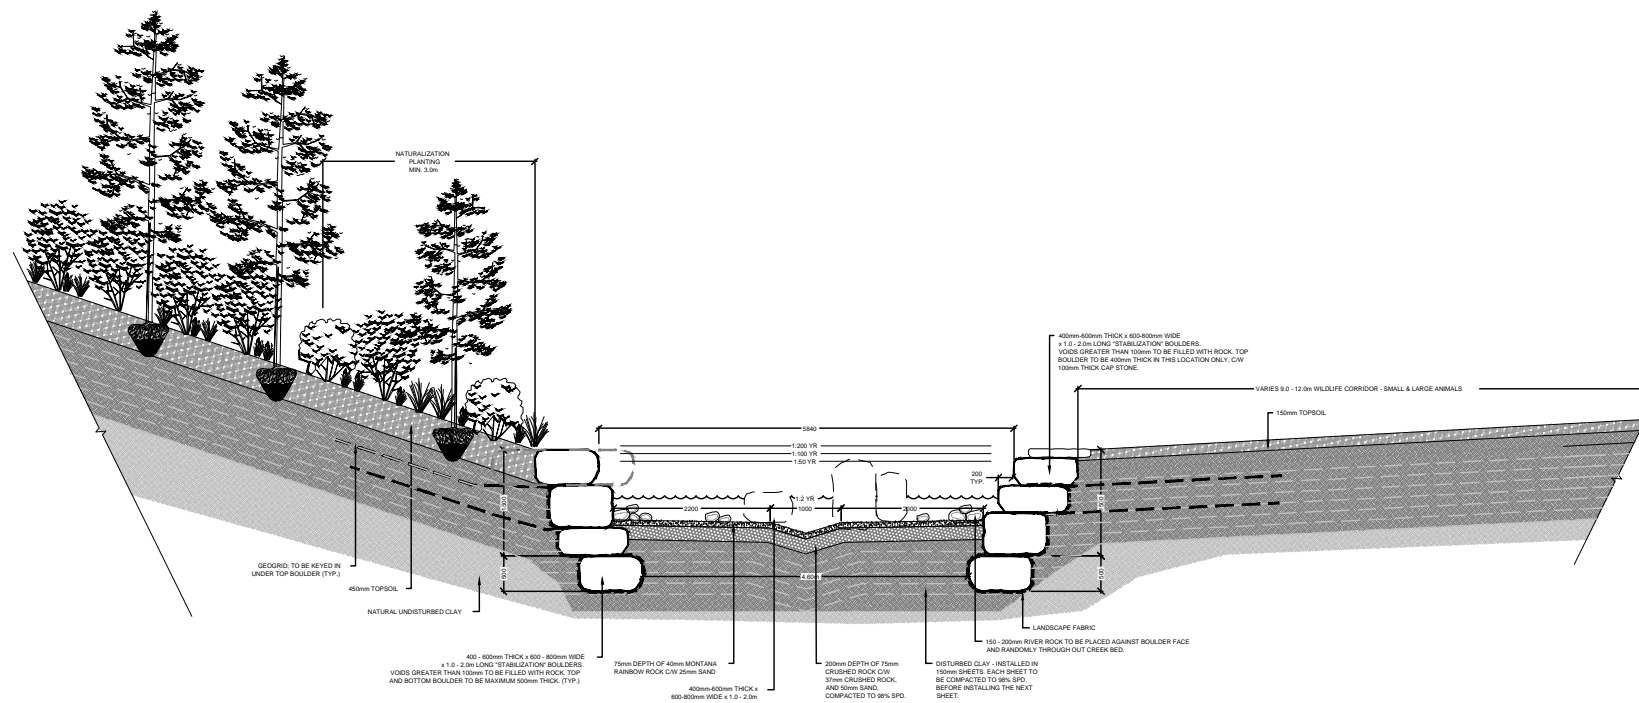 NATURALIZATION
PLANTING
MIN. 3.0m
400mm-600mm THICK x 600-800mm WIDE
x 1.0 - 2.0m LONG "STABILIZATION" BOULDERS.
VOIDS GREATER THAN 100mm TO BE FILLED WITH ROCK. TOP
BOULDER TO BE 400mm THICK IN THIS LOCATION ONLY, C/W
100mm THICK CAP STONE.
VARIES 9.0 - 12.0m WILDLIFE CORRIDOR - SMALL & LARGE ANIMALS
150mm TOPSOIL
5840
1:200 YR
1:100 YR
1:50 YR
200
TYP.
1:2 YR
2200
1000
2000
4.60m
500
500
GEOGRID; TO BE KEYED IN
UNDER TOP BOULDER (TYP.)
450mm TOPSOIL
NATURAL UNDISTURBED CLAY
LANDSCAPE FABRIC
150 - 200mm RIVER ROCK TO BE PLACED AGAINST BOULDER FACE
AND RANDOMLY THROUGH OUT CREEK BED.
400 - 600mm THICK x 600 - 800mm WIDE
x 1.0 - 2.0m LONG "STABILIZATION" BOULDERS.
VOIDS GREATER THAN 100mm TO BE FILLED WITH ROCK. TOP
AND BOTTOM BOULDER TO BE MAXIMUM 500mm THICK. (TYP.)
75mm DEPTH OF 40mm MONTANA
RAINBOW ROCK C/W 25mm SAND
400mm-600mm THICK x
600-800mm WIDE x 1.0 - 2.0m
200mm DEPTH OF 75mm
CRUSHED ROCK C/W
37mm CRUSHED ROCK,
AND 50mm SAND,
COMPACTED TO 98% SPD.
DISTURBED CLAY - INSTALLED IN
150mm SHEETS. EACH SHEET TO
BE COMPACTED TO 98% SPD.
BEFORE INSTALLING THE NEXT
SHEET.